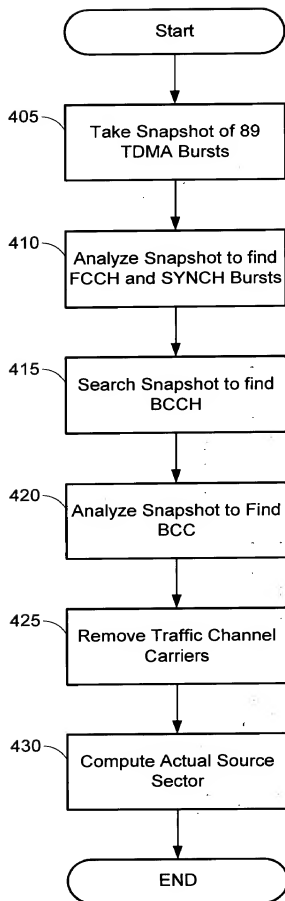 Start
405
Take Snapshot of 89
TDMA Bursts
410
Analyze Snapshot to find
FCCH and SYNCH Bursts
415
Search Snapshot to find
BCCH
420
Analyze Snapshot to Find
BCC
425
Remove Traffic Channel
Carriers
430
Compute Actual Source
Sector
END